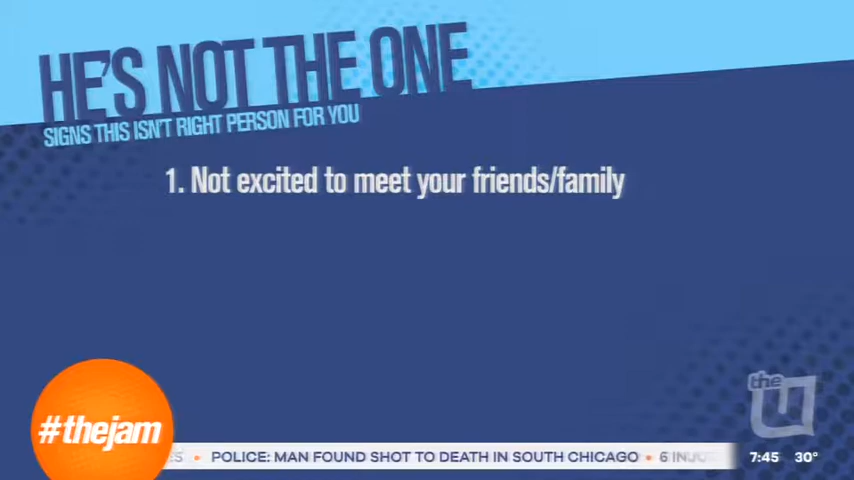 HE'S NOT THE ONE
SIGNS THIS ISN'T RIGHT PERSON FOR YOU
1. Not excited to meet your friends/family
#thejam
the U
POLICE: MAN FOUND SHOT TO DEATH IN SOUTH CHICAGO • 6
7:45 30°